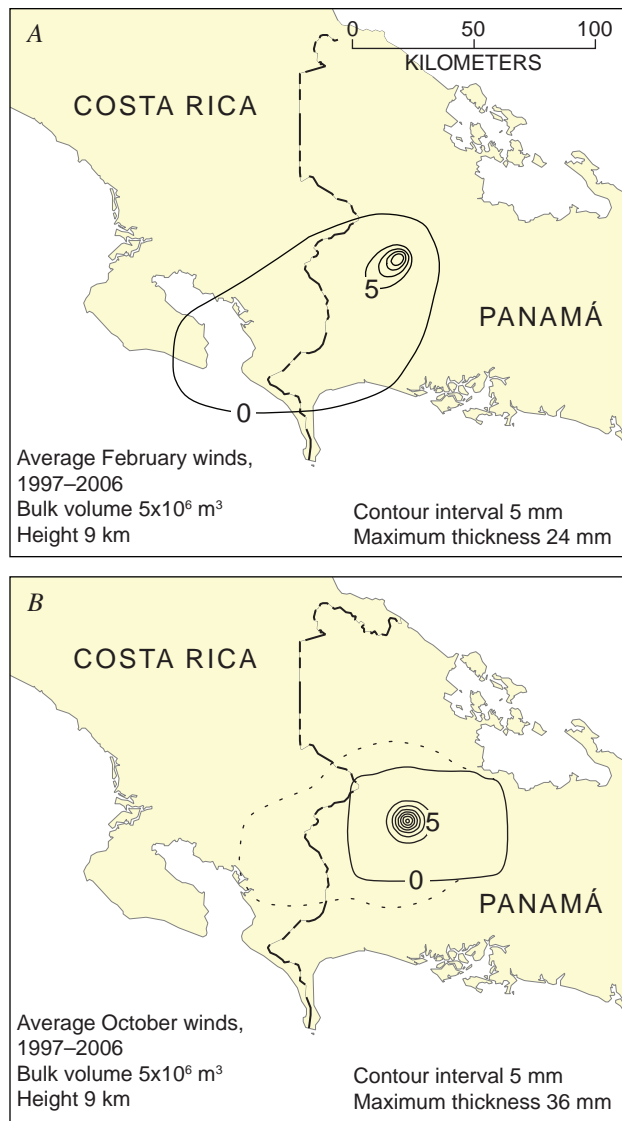 A
0 50 100
KILOMETERS
COSTA RICA
5
PANAMÁ
0
Average February winds,
1997–2006
Bulk volume 5x10⁶ m³
Height 9 km
Contour interval 5 mm
Maximum thickness 24 mm
B
COSTA RICA
5
0
PANAMÁ
Average October winds,
1997–2006
Bulk volume 5x10⁶ m³
Height 9 km
Contour interval 5 mm
Maximum thickness 36 mm